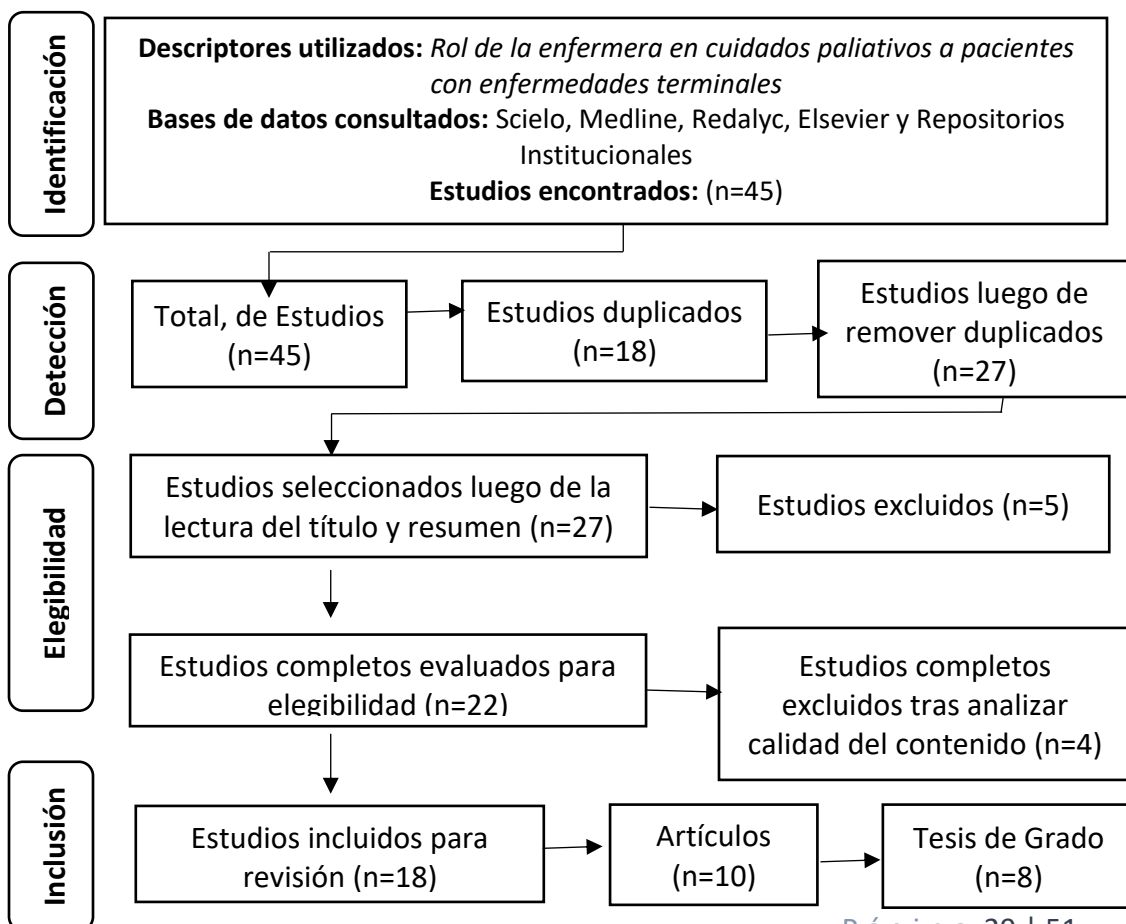 Identificación
Descriptores utilizados: Rol de la enfermera en cuidados paliativos a pacientes
con enfermedades terminales
Bases de datos consultados: Scielo, Medline, Redalyc, Elsevier y Repositorios
Institucionales
Estudios encontrados: (n=45)
Detección
Total, de Estudios
(n=45)
Estudios duplicados
(n=18)
Estudios luego de
remover duplicados
(n=27)
Elegibilidad
Estudios seleccionados luego de la
lectura del título y resumen (n=27)
Estudios excluidos (n=5)
Estudios completos evaluados para
elegibilidad (n=22)
Estudios completos
excluidos tras analizar
calidad del contenido (n=4)
Inclusión
Estudios incluidos para
revisión (n=18)
Artículos
(n=10)
Tesis de Grado
(n=8)